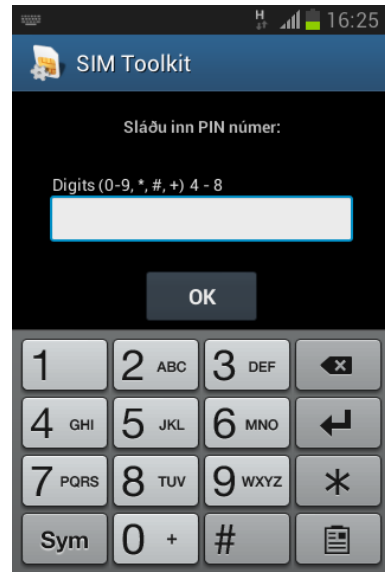 H 16:25
SIM Toolkit
Sláðu inn PIN númer:
Digits (0-9, *, #, +) 4 - 8
OK
1 2 ABC 3 DEF
4 GHI 5 JKL 6 MNO
7 PQRS 8 TUV 9 WXYZ *
Sym 0 + #